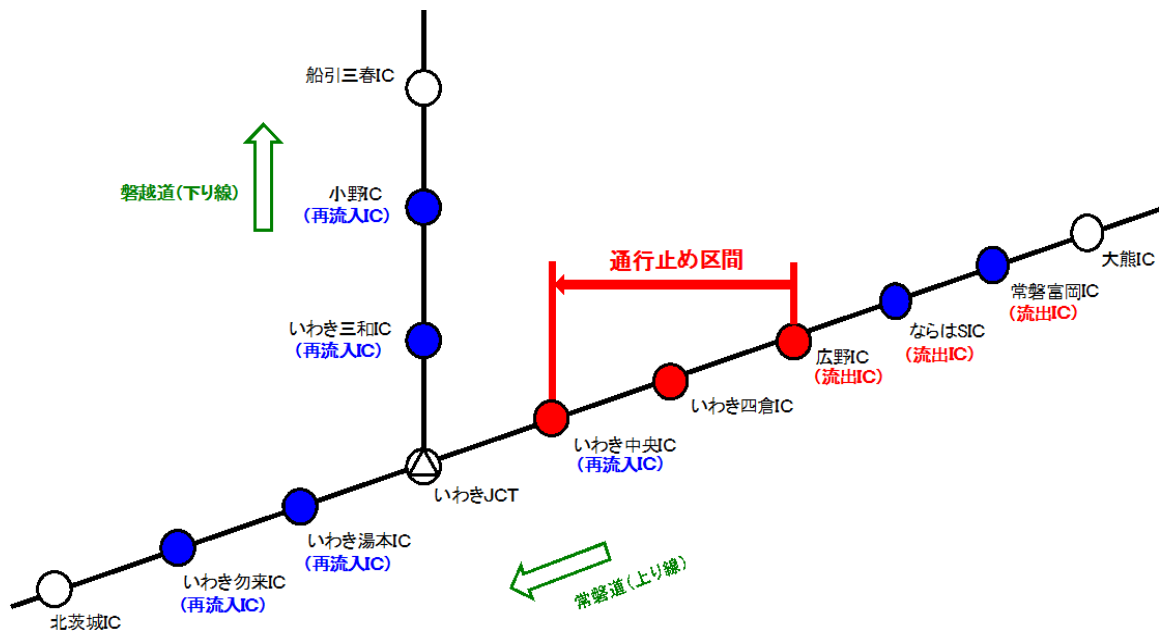 船引三春IC
磐越道(下り線)
小野IC
(再流入IC)
通行止め区間
大熊IC
常磐富岡IC
(流出IC)
ならはSIC
(流出IC)
いわき三和IC
(再流入IC)
広野IC
(流出IC)
いわき四倉IC
いわき中央IC
(再流入IC)
いわきJCT
いわき湯本IC
(再流入IC)
常磐道(上り線)
いわき勿来IC
(再流入IC)
北茨城IC